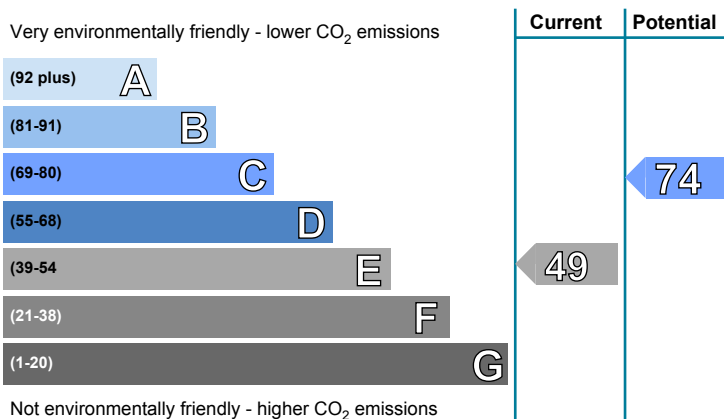 Very environmentally friendly - lower CO2 emissions
Current
Potential
(92 plus) A
(81-91) B
(69-80) C
74
(55-68) D
(39-54 E
49
(21-38) F
(1-20) G
Not environmentally friendly - higher CO2 emissions